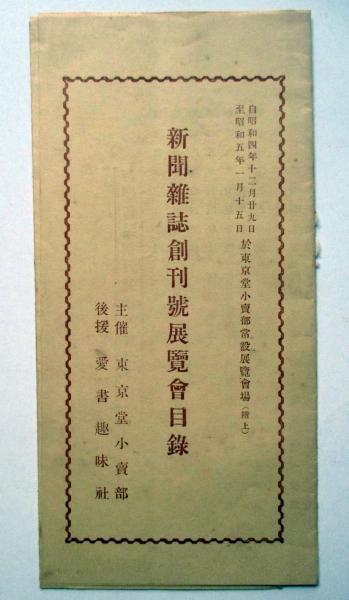 自昭和四年十二月廿九日
至昭和五年一月十五日
於東京堂小賣部常設展覽會場(階上)
新聞雜誌創刊號展覽會目錄
主催 東京堂小賣部
後援 愛書趣味社